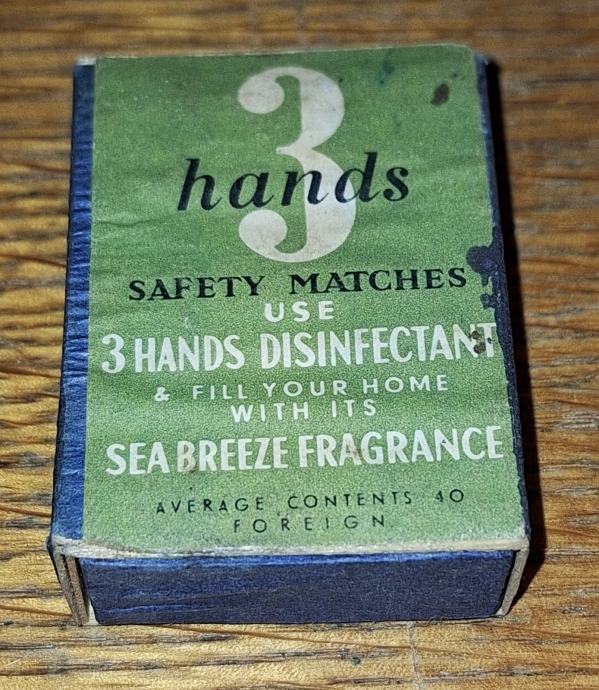 3
hands
SAFETY MATCHES
USE
3 HANDS DISINFECTANT
& FILL YOUR HOME
WITH ITS
SEA BREEZE FRAGRANCE
AVERAGE CONTENTS 40
FOREIGN